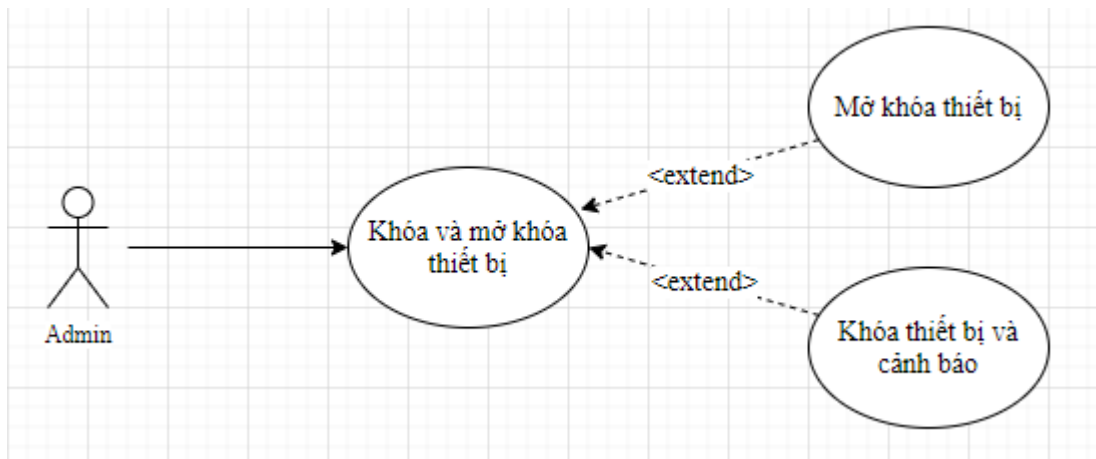 Mở khóa thiết bị
<extend>
Khóa và mở khóa
thiết bị
<extend>
Admin
Khóa thiết bị và
cảnh báo